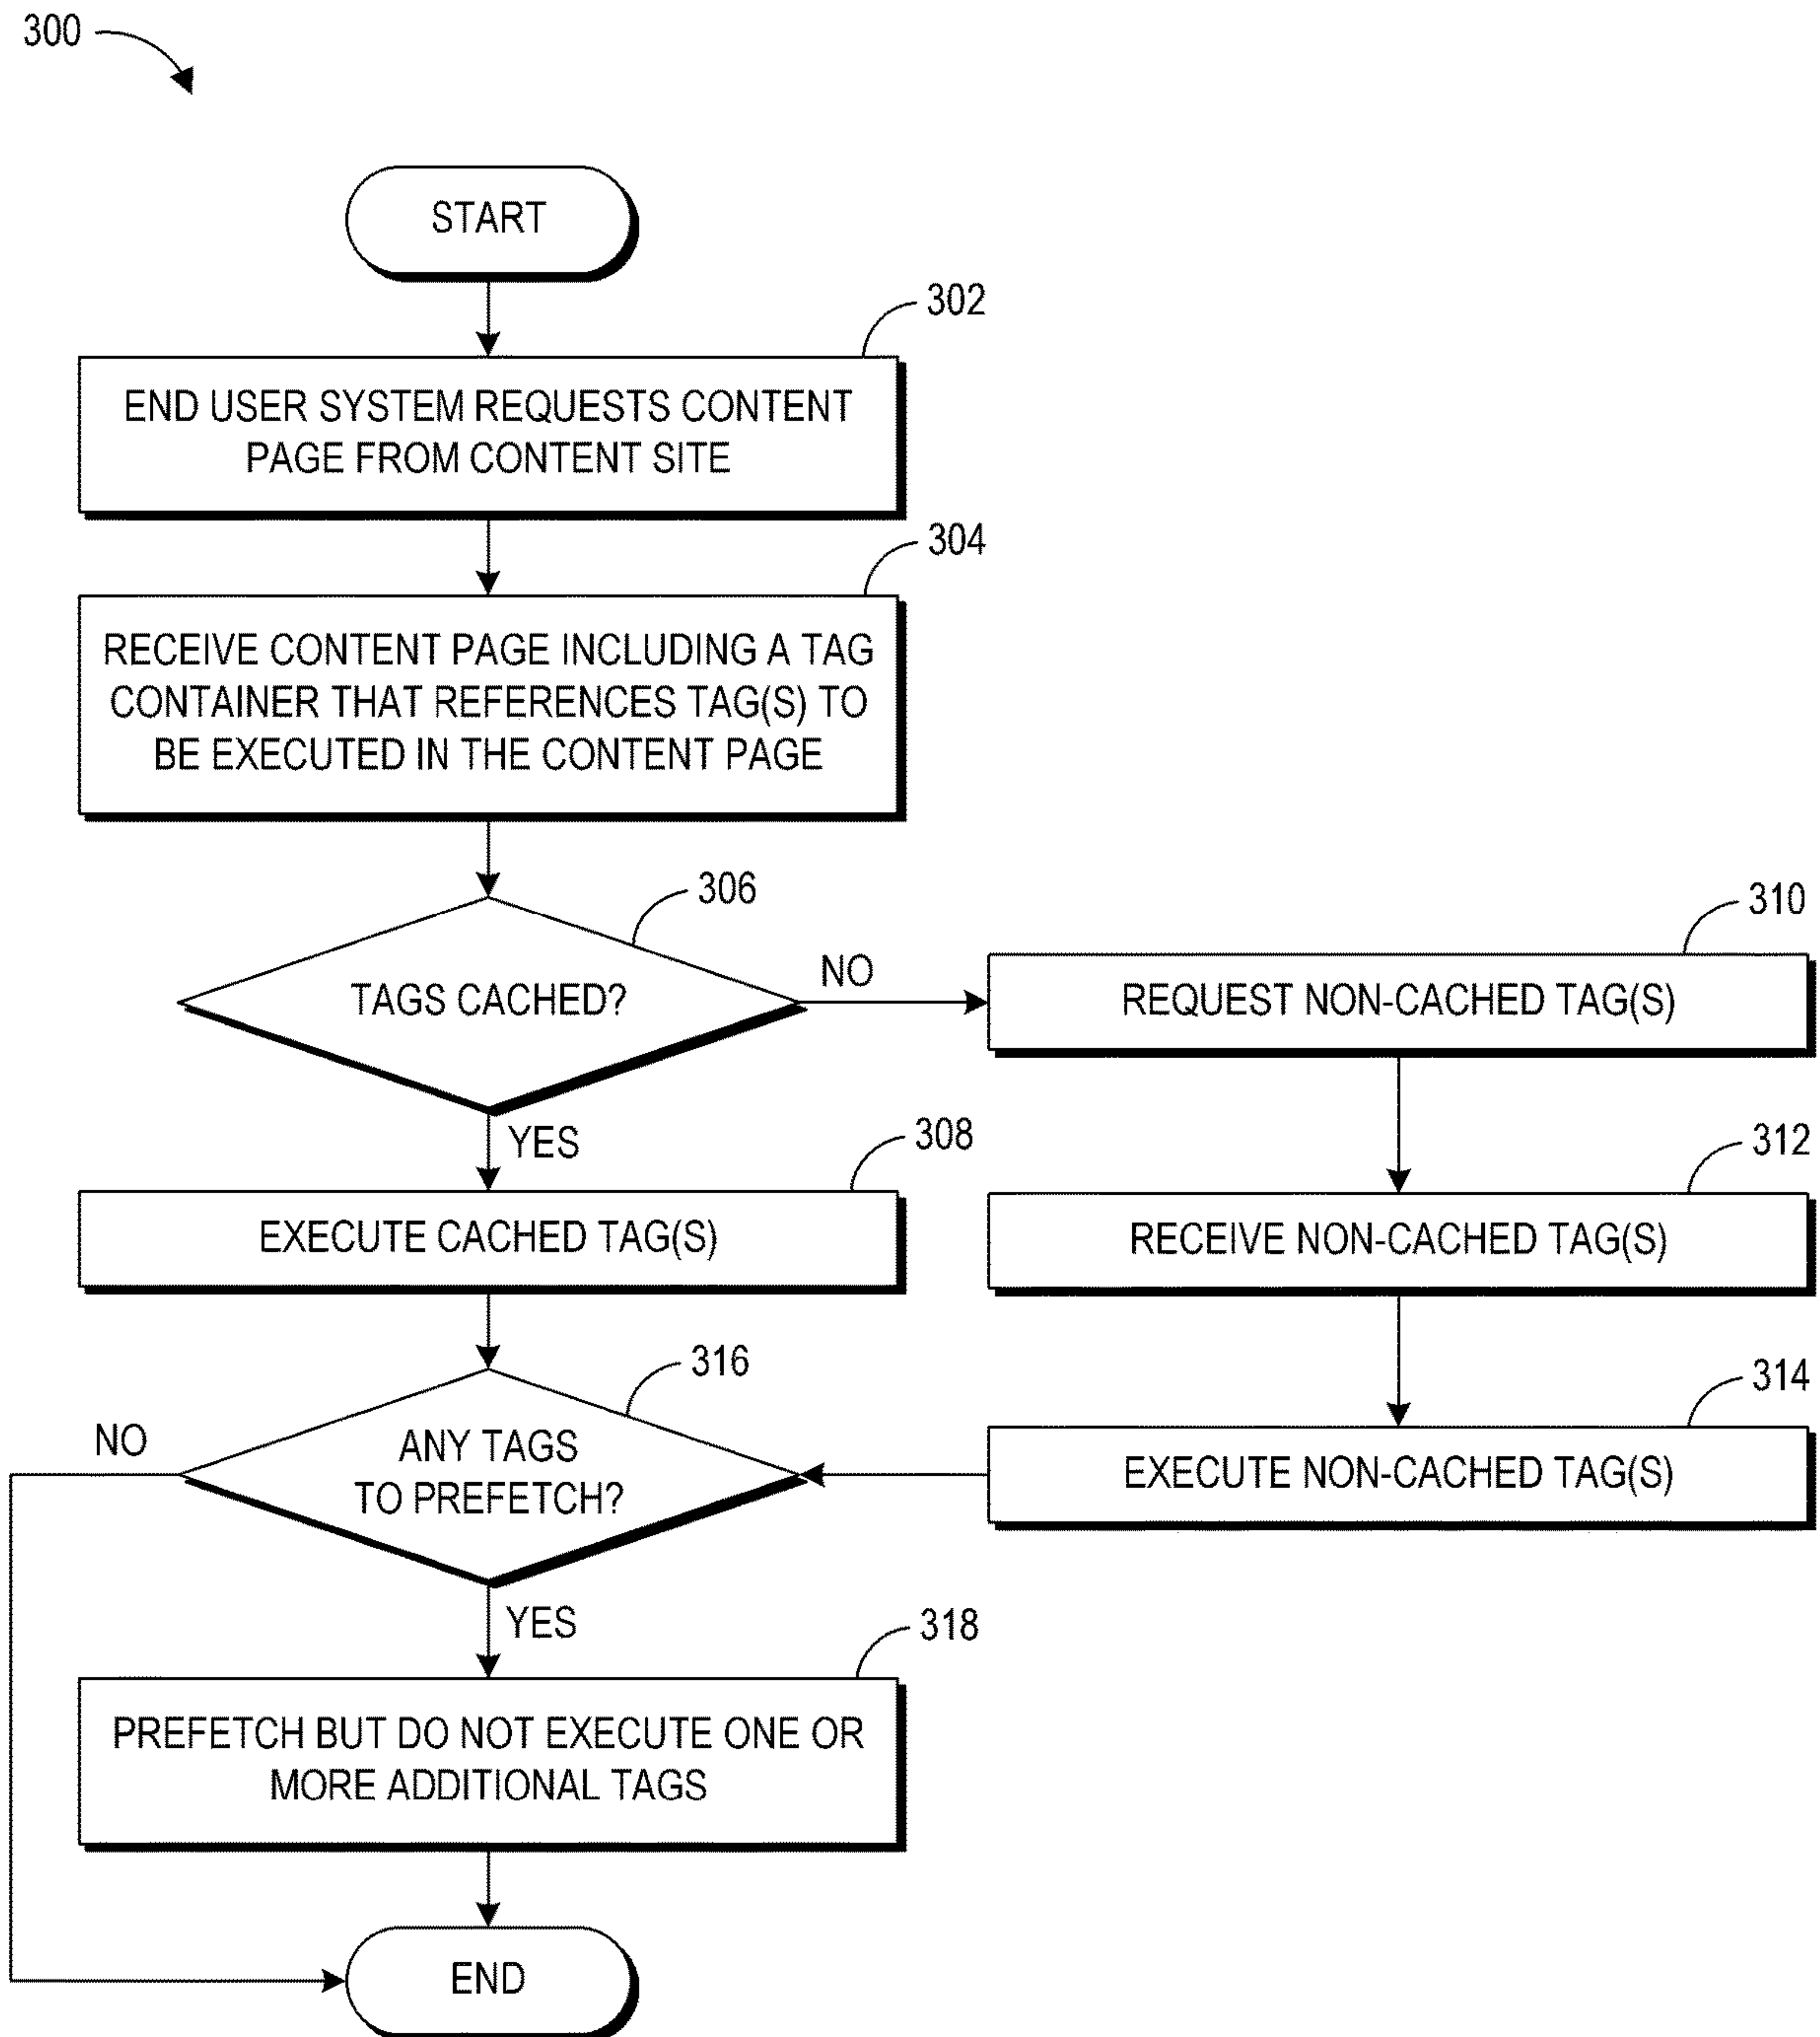 300
START
302
END USER SYSTEM REQUESTS CONTENT
PAGE FROM CONTENT SITE
304
RECEIVE CONTENT PAGE INCLUDING A TAG
CONTAINER THAT REFERENCES TAG(S) TO
BE EXECUTED IN THE CONTENT PAGE
306
TAGS CACHED?
NO
310
REQUEST NON-CACHED TAG(S)
YES
308
EXECUTE CACHED TAG(S)
312
RECEIVE NON-CACHED TAG(S)
316
ANY TAGS
TO PREFETCH?
NO
314
EXECUTE NON-CACHED TAG(S)
YES
318
PREFETCH BUT DO NOT EXECUTE ONE OR
MORE ADDITIONAL TAGS
END